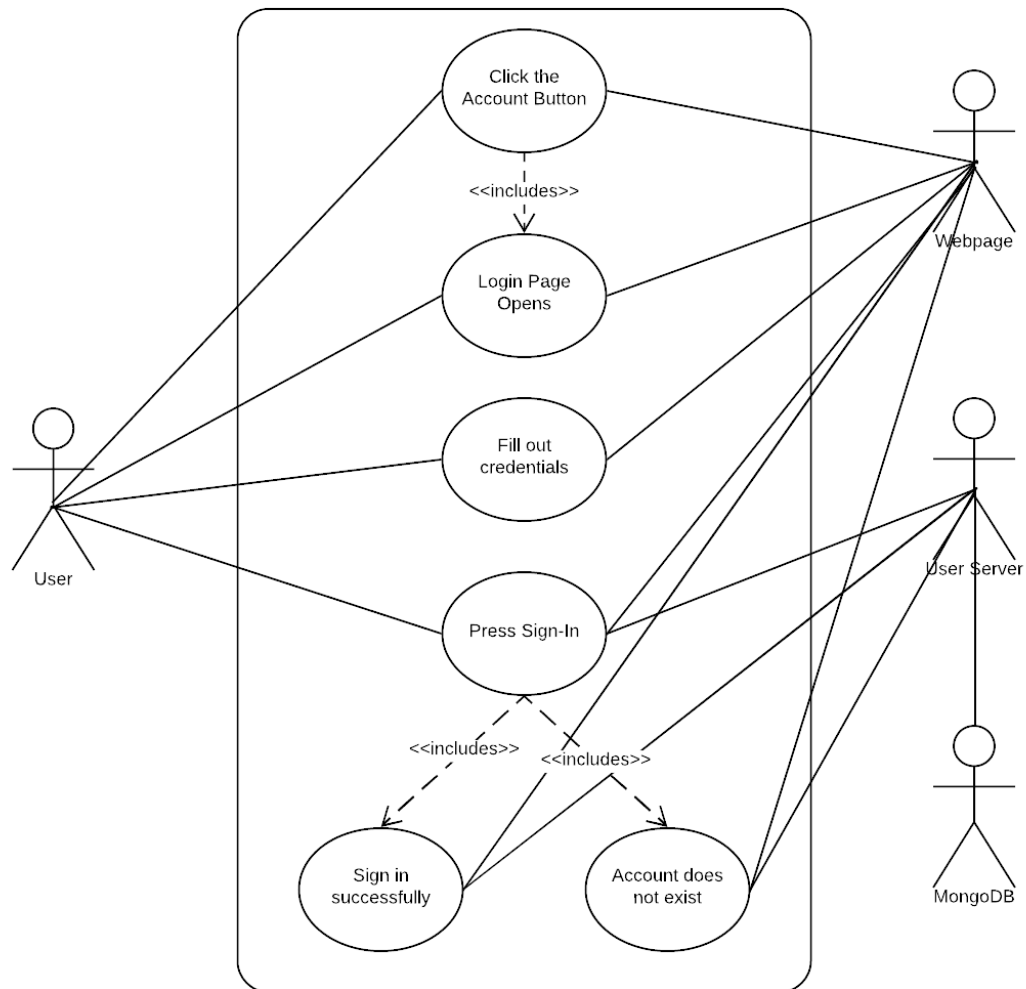 Click the
Account Button
<<includes>>
Webpage
Login Page
Opens
Fill out
credentials
User
User Server
Press Sign-In
<<includes>>
<<includes>>
Sign in
successfully
Account does
not exist
MongoDB